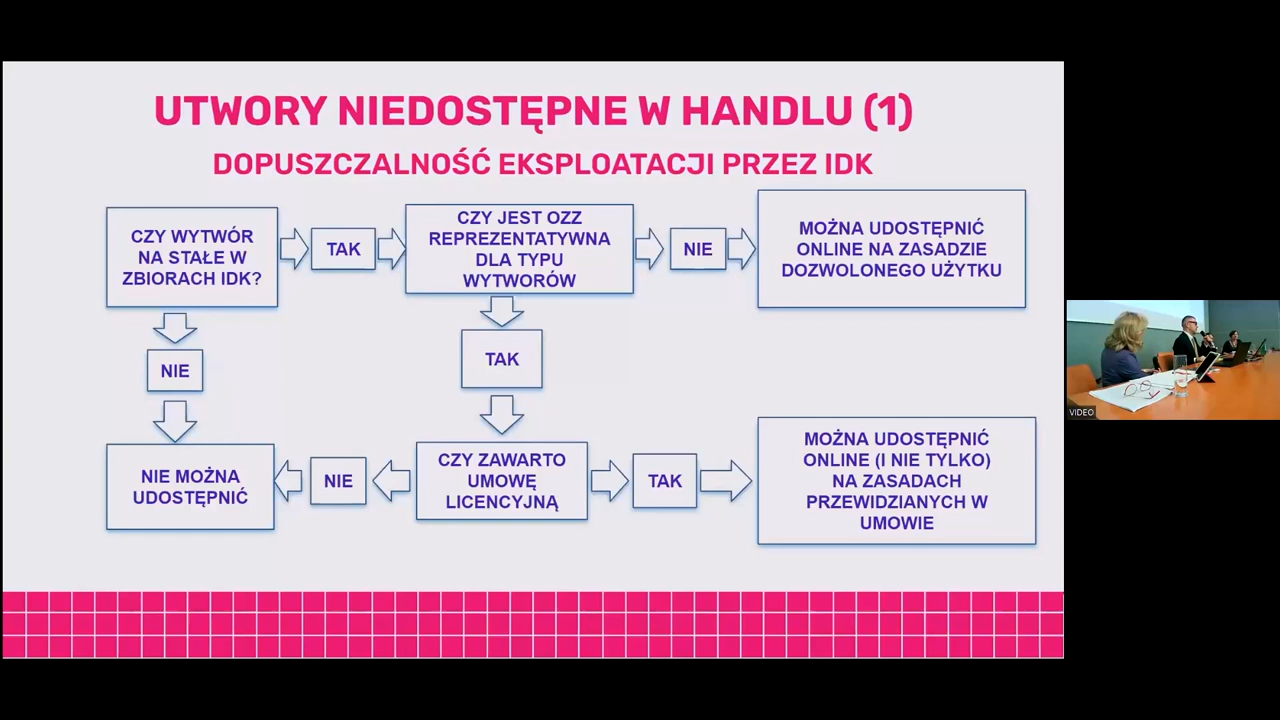 UTWORY NIEDOSTĘPNE W HANDLU (1)
DOPUSZCZALNOŚĆ EKSPLOATACJI PRZEZ IDK
CZY WYTWÓR
NA STAŁE W
ZBIORACH IDK?
TAK
CZY JEST OZZ
REPREZENTATYWNA
DLA TYPU
WYTWORÓW
NIE
MOŻNA UDOSTĘPNIĆ
ONLINE NA ZASADZIE
DOZWOLONEGO UŻYTKU
NIE
TAK
NIE MOŻNA
UDOSTĘPNIĆ
NIE
CZY ZAWARTO
UMOWĘ
LICENCYJNĄ
TAK
MOŻNA UDOSTĘPNIĆ
ONLINE (I NIE TYLKO)
NA ZASADACH
PRZEWIDZIANYCH W
UMOWIE
VIDEO